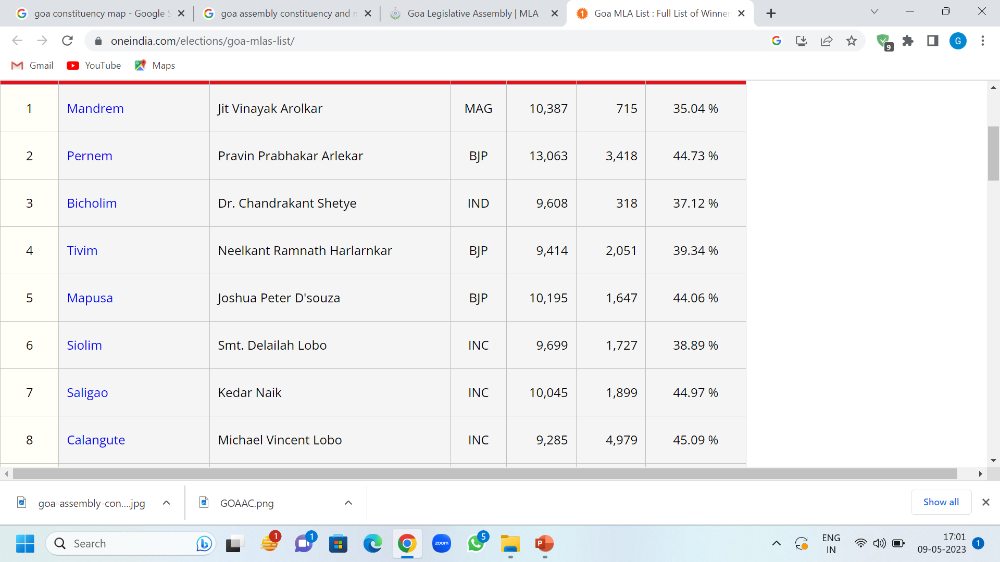 goa constituency map - Google S
goa assembly constituency and n
Goa Legislative Assembly | MLA
Goa MLA List : Full List of Winner
oneindia.com/elections/goa-mlas-list/
9
G
Gmail
YouTube
Maps
1 Mandrem Jit Vinayak Arolkar MAG 10,387 715 35.04 %
2 Pernem Pravin Prabhakar Arlekar BJP 13,063 3,418 44.73 %
3 Bicholim Dr. Chandrakant Shetye IND 9,608 318 37.12 %
4 Tivim Neelkant Ramnath Harlarnkar BJP 9,414 2,051 39.34 %
5 Mapusa Joshua Peter D'souza BJP 10,195 1,647 44.06 %
6 Siolim Smt. Delailah Lobo INC 9,699 1,727 38.89 %
7 Saligao Kedar Naik INC 10,045 1,899 44.97 %
8 Calangute Michael Vincent Lobo INC 9,285 4,979 45.09 %
goa-assembly-con....jpg
GOAAC.png
Show all
Search
1
1
zoom
5
P
ENG
IN
17:01
09-05-2023
1